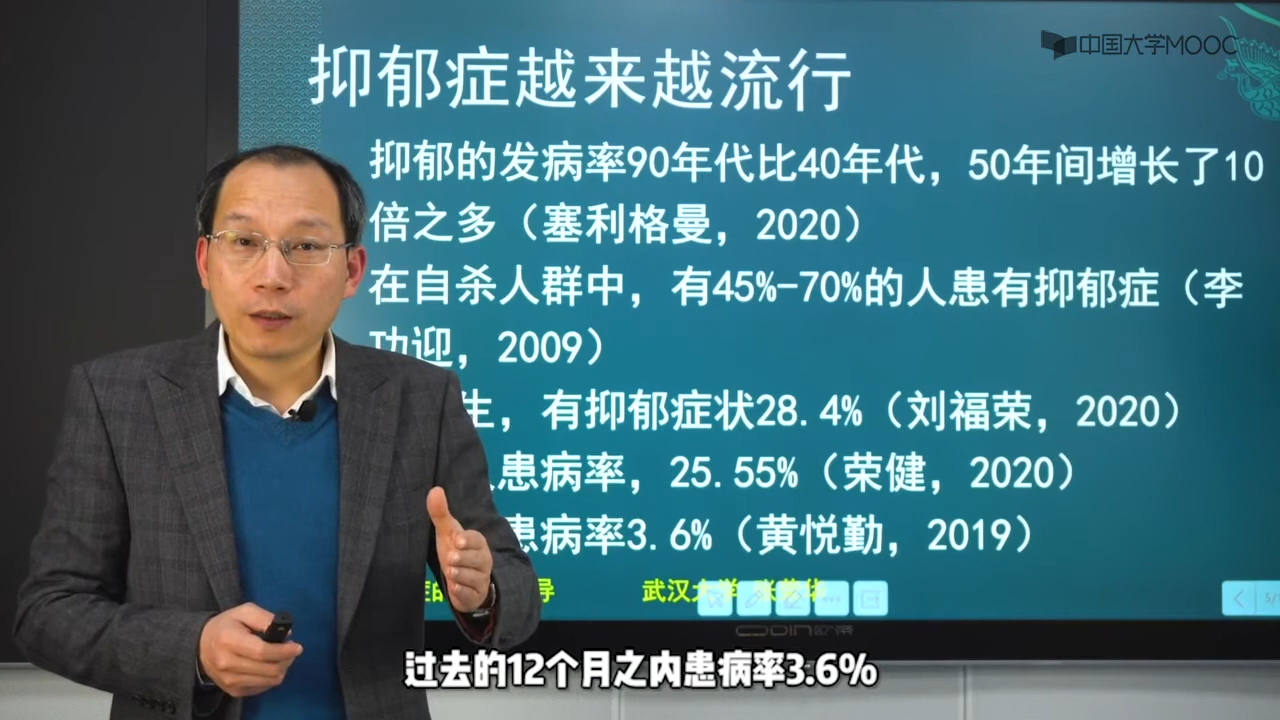 中国大学MOOC
抑郁症越来越流行
抑郁的发病率90年代比40年代，50年间增长了10
倍之多（塞利格曼，2020）
在自杀人群中，有45%-70%的人患有抑郁症（李
功迎，2009）
生，有抑郁症状28.4%（刘福荣，2020）
患病率，25.55%（荣健，2020）
患病率3.6%（黄悦勤，2019）
导 武汉大学
5/
过去的12个月之内患病率3.6%